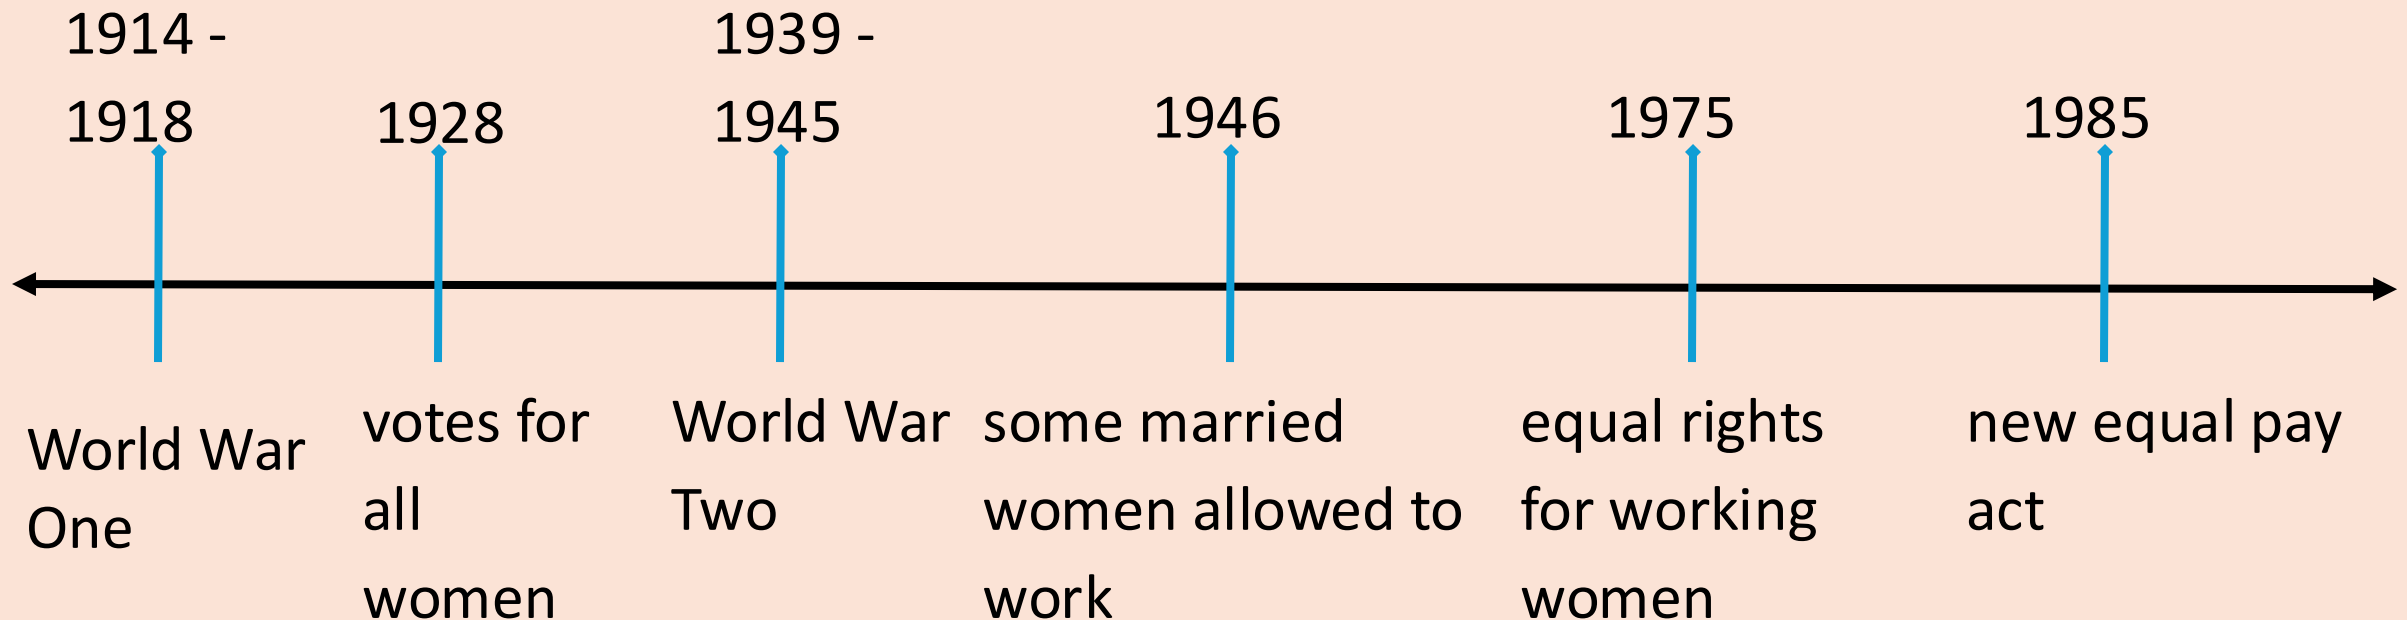 1914 -
1918
1928
1939 -
1945
1946
1975
1985
World War
One
votes for
all
women
World War
Two
some married
women allowed to
work
equal rights
for working
women
new equal pay
act